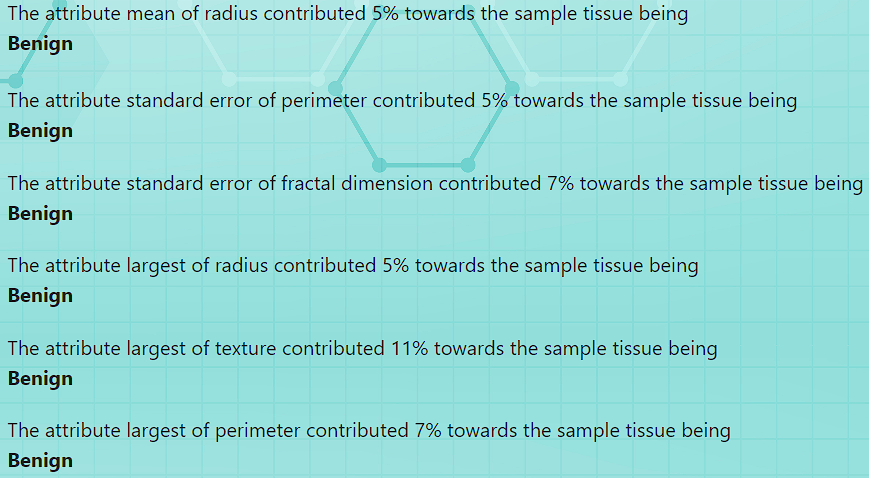 The attribute mean of radius contributed 5% towards the sample tissue being
Benign
The attribute standard error of perimeter contributed 5% towards the sample tissue being
Benign
The attribute standard error of fractal dimension contributed 7% towards the sample tissue being
Benign
The attribute largest of radius contributed 5% towards the sample tissue being
Benign
The attribute largest of texture contributed 11% towards the sample tissue being
Benign
The attribute largest of perimeter contributed 7% towards the sample tissue being
Benign